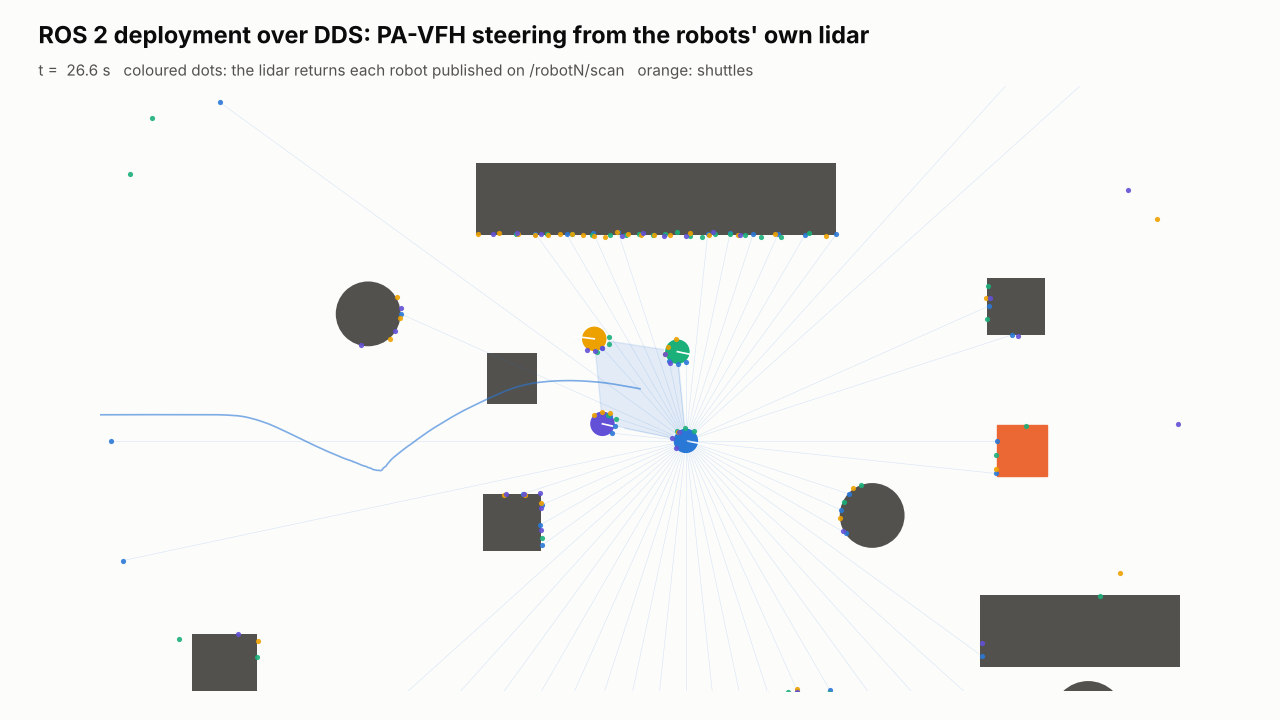 ROS 2 deployment over DDS: PA-VFH steering from the robots' own lidar
t =  26.6 s   coloured dots: the lidar returns each robot published on /robotN/scan   orange: shuttles